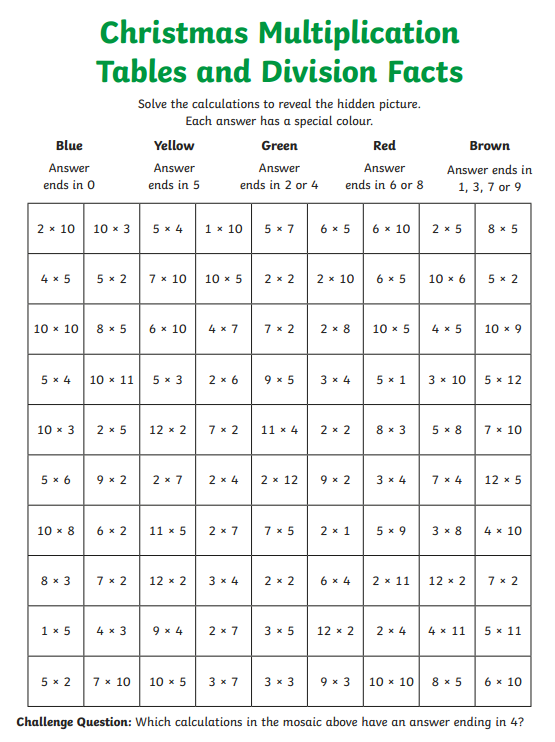 Christmas Multiplication
Tables and Division Facts
Solve the calculations to reveal the hidden picture.
Each answer has a special colour.
Blue Yellow Green Red Brown
Answer Answer Answer Answer Answer ends in
ends in 0 ends in 5 ends in 2 or 4 ends in 6 or 8 1, 3, 7 or 9
2 × 10 10 × 3 5 × 4 1 × 10 5 × 7 6 × 5 6 × 10 2 × 5 8 × 5
4 × 5 5 × 2 7 × 10 10 × 5 2 × 2 2 × 10 6 × 5 10 × 6 5 × 2
10 × 10 8 × 5 6 × 10 4 × 7 7 × 2 2 × 8 10 × 5 4 × 5 10 × 9
5 × 4 10 × 11 5 × 3 2 × 6 9 × 5 3 × 4 5 × 1 3 × 10 5 × 12
10 × 3 2 × 5 12 × 2 7 × 2 11 × 4 2 × 2 8 × 3 5 × 8 7 × 10
5 × 6 9 × 2 2 × 7 2 × 4 2 × 12 9 × 2 3 × 4 7 × 4 12 × 5
10 × 8 6 × 2 11 × 5 2 × 7 7 × 5 2 × 1 5 × 9 3 × 8 4 × 10
8 × 3 7 × 2 12 × 2 3 × 4 2 × 2 6 × 4 2 × 11 12 × 2 7 × 2
1 × 5 4 × 3 9 × 4 2 × 7 3 × 5 12 × 2 2 × 4 4 × 11 5 × 11
5 × 2 7 × 10 10 × 5 3 × 7 3 × 3 9 × 3 10 × 10 8 × 5 6 × 10
Challenge Question: Which calculations in the mosaic above have an answer ending in 4?